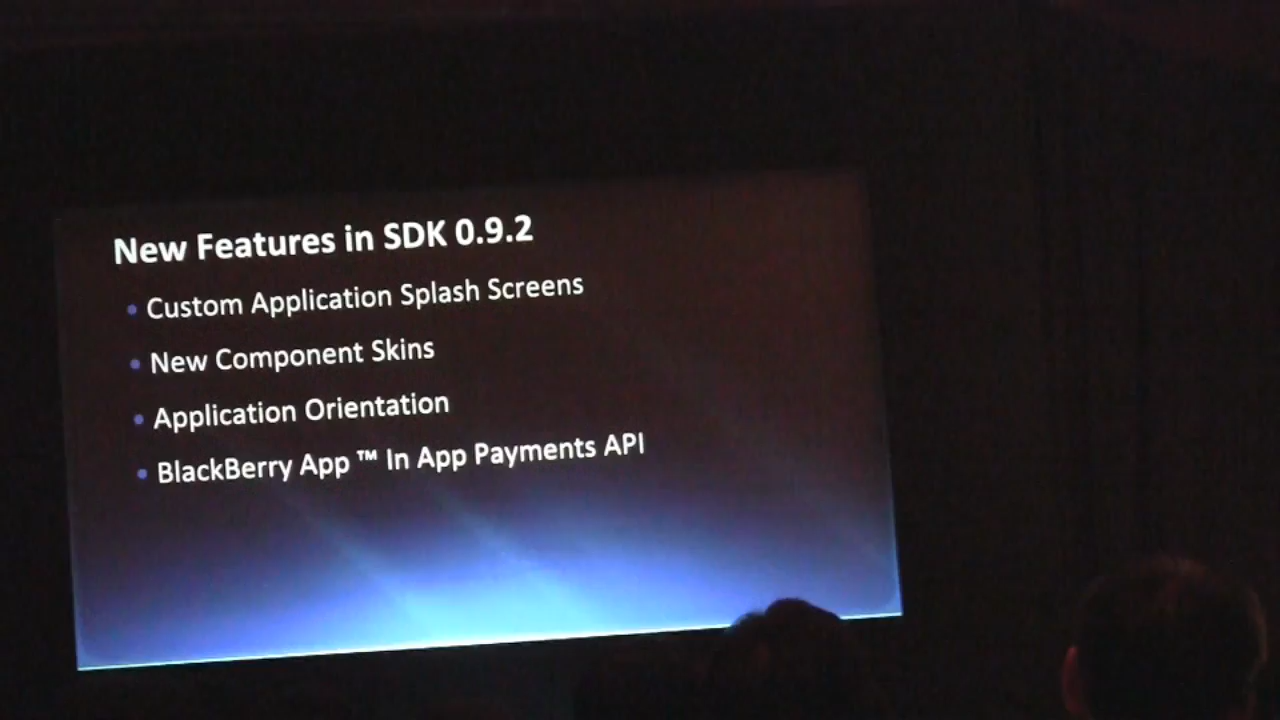 New Features in SDK 0.9.2
• Custom Application Splash Screens
• New Component Skins
• Application Orientation
• BlackBerry App ™ In App Payments API